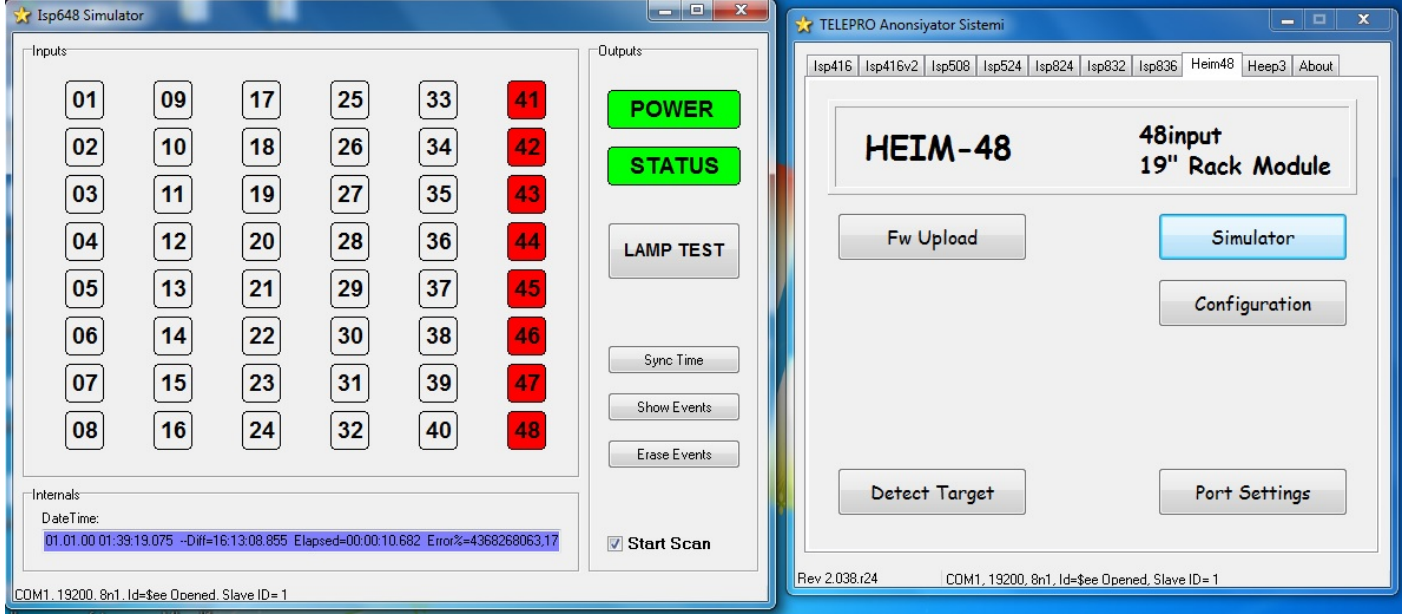 Isp648 Simulator
Inputs
01 09 17 25 33 41
02 10 18 26 34 42
03 11 19 27 35 43
04 12 20 28 36 44
05 13 21 29 37 45
06 14 22 30 38 46
07 15 23 31 39 47
08 16 24 32 40 48
Internals
DateTime:
01.01.00 01:39:19.075 --Diff=16:13:08.855 Elapsed=00:00:10.682 Error%=4368268063,17
Outputs
POWER
STATUS
LAMP TEST
Sync Time
Show Events
Erase Events
Start Scan
COM1, 19200, 8n1, Id=$ee Opened, Slave ID= 1
TELEPRO Anonsiyator Sistemi
Isp416 Isp416v2 Isp508 Isp524 Isp824 Isp832 Isp836 Heim48 Heep3 About
HEIM-48
48input
19" Rack Module
Fw Upload
Simulator
Configuration
Detect Target
Port Settings
Rev 2.038.r24 COM1, 19200, 8n1, Id=$ee Opened, Slave ID= 1